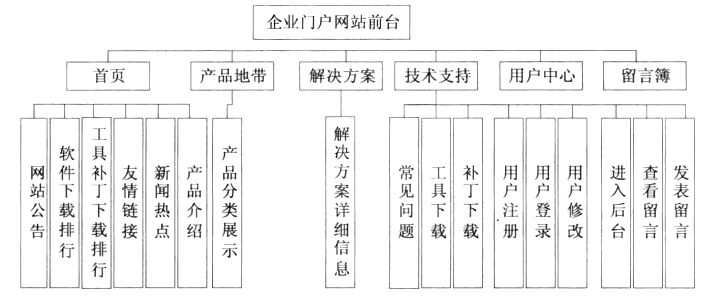 企业门户网站前台
首页
产品地带
解决方案
技术支持
用户中心
留言簿
网站公告
软件下载排行
工具补丁下载排行
友情链接
新闻热点
产品介绍
产品分类展示
解决方案详细信息
常见问题
工具下载
补丁下载
用户注册
用户登录
用户修改
进入后台
查看留言
发表留言